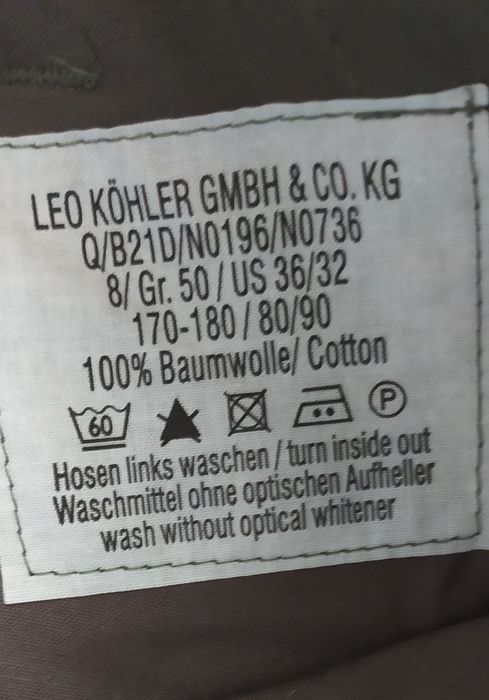 LEO KÖHLER GMBH & CO. KG
Q/B21D/N0196/N0736
8/ Gr. 50 / US 36/32
170-180 / 80/90
100% Baumwolle/ Cotton
60 P
Hosen links waschen / turn inside out
Waschmittel ohne optischen Aufheller
wash without optical whitener